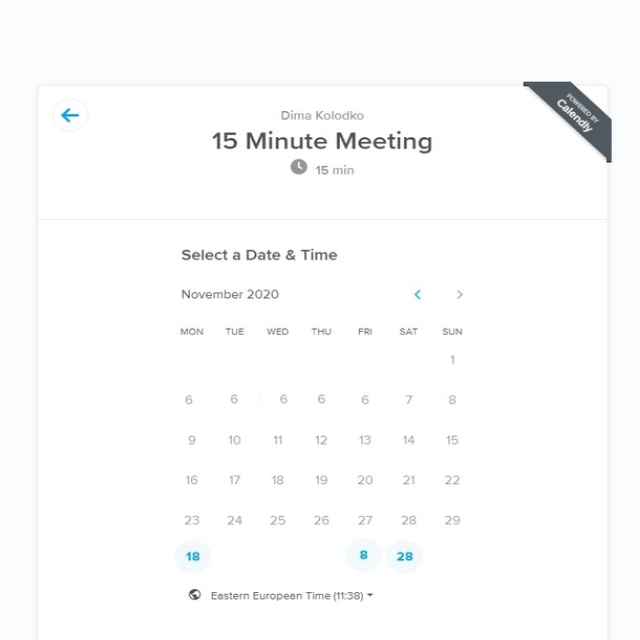 POWERED BY
Calendly
Dima Kolodko
15 Minute Meeting
15 min
Select a Date & Time
November 2020
MON TUE WED THU FRI SAT SUN
1
6 6 6 6 6 7 8
9 10 11 12 13 14 15
16 17 18 19 20 21 22
23 24 25 26 27 28 29
18 8 28
Eastern European Time (11:38)